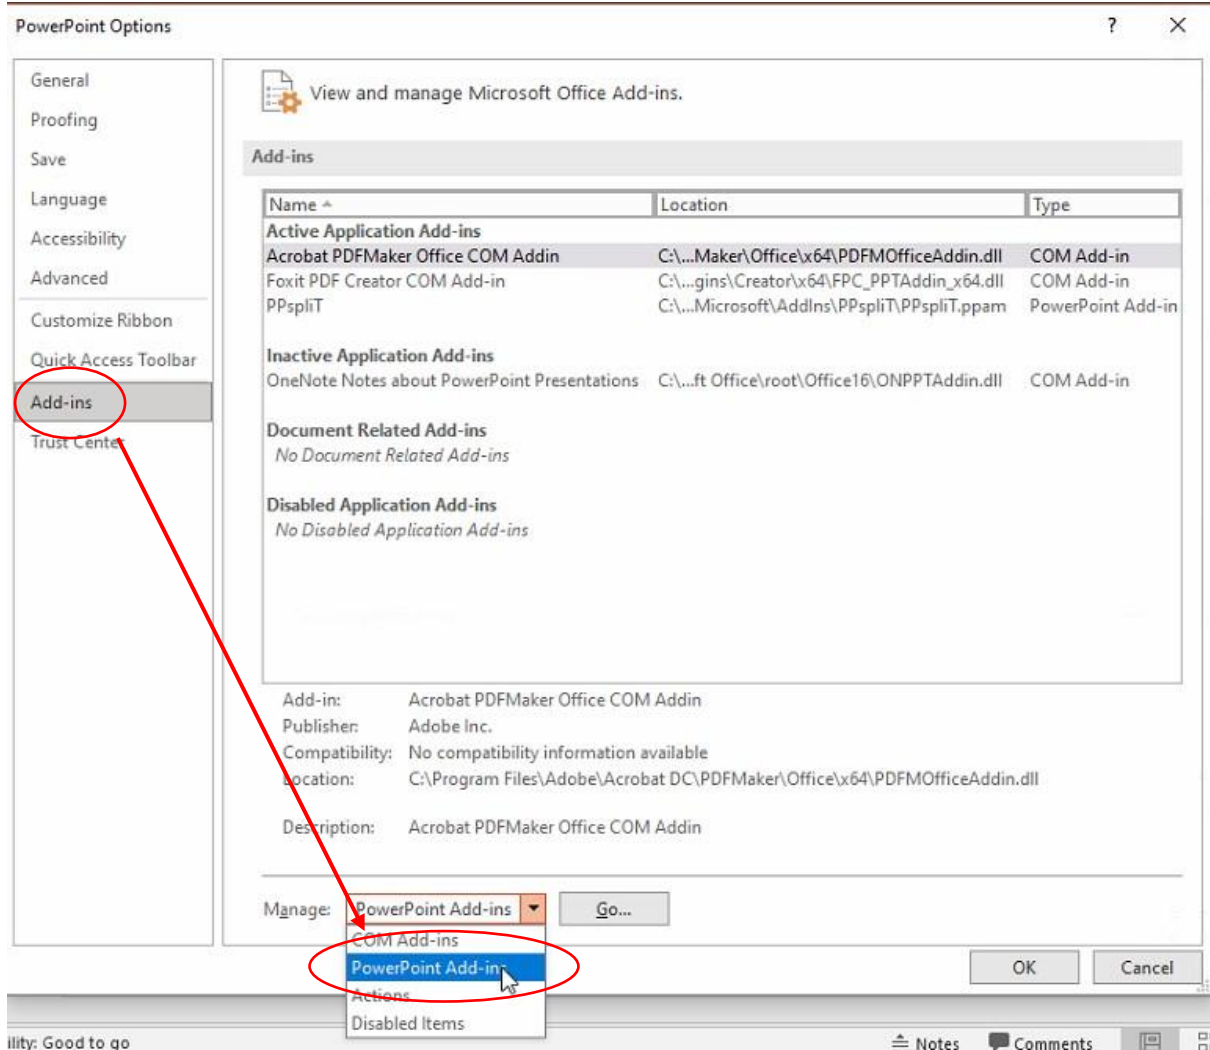 PowerPoint Options ?
General
Proofing
Save
Language
Accessibility
Advanced
Customize Ribbon
Quick Access Toolbar
Add-ins
Trust Center
View and manage Microsoft Office Add-ins.
Add-ins
Name Location Type
Active Application Add-ins
Acrobat PDFMaker Office COM Addin C:\...Maker\Office\x64\PDFMOfficeAddin.dll COM Add-in
Foxit PDF Creator COM Add-in C:\...gins\Creator\x64\FPC_PPTAddin_x64.dll COM Add-in
PPspliT C:\...Microsoft\AddIns\PPspliT\PPspliT.ppam PowerPoint Add-in
Inactive Application Add-ins
OneNote Notes about PowerPoint Presentations C:\...ft Office\root\Office16\ONPPTAddin.dll COM Add-in
Document Related Add-ins
No Document Related Add-ins
Disabled Application Add-ins
No Disabled Application Add-ins
Add-in: Acrobat PDFMaker Office COM Addin
Publisher: Adobe Inc.
Compatibility: No compatibility information available
Location: C:\Program Files\Adobe\Acrobat DC\PDFMaker\Office\x64\PDFMOfficeAddin.dll
Description: Acrobat PDFMaker Office COM Addin
Manage: PowerPoint Add-ins Go...
COM Add-ins
PowerPoint Add-ins
Actions
Disabled Items
OK Cancel
ility: Good to go Notes Comments